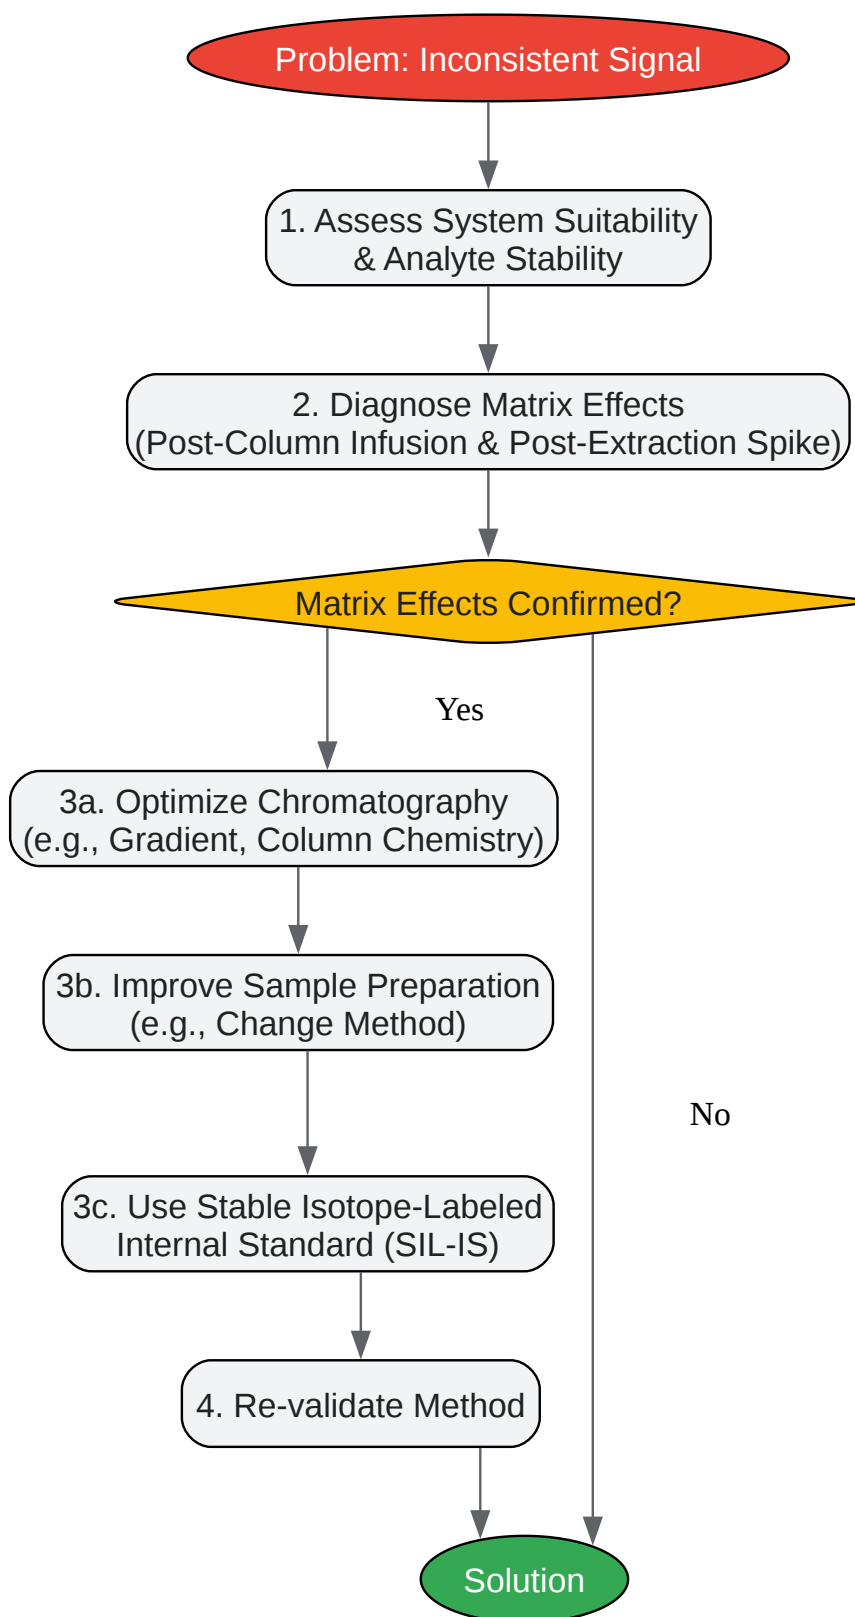 Problem: Inconsistent Signal
1. Assess System Suitability
& Analyte Stability
2. Diagnose Matrix Effects
(Post-Column Infusion & Post-Extraction Spike)
Matrix Effects Confirmed?
Yes
3a. Optimize Chromatography
(e.g., Gradient, Column Chemistry)
3b. Improve Sample Preparation
(e.g., Change Method)
No
3c. Use Stable Isotope-Labeled
Internal Standard (SIL-IS)
4. Re-validate Method
Solution